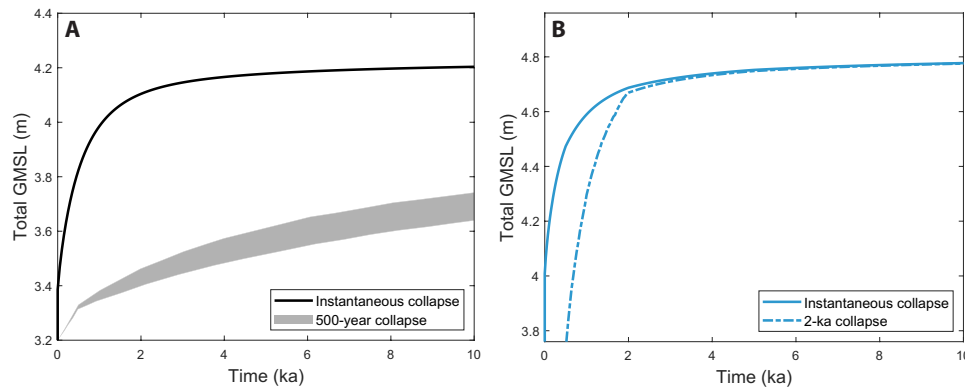 A
Total GMSL (m)
4.4
4.2
4
3.8
3.6
3.4
3.2
0
2
4
6
8
10
Time (ka)
Instantaneous collapse
500-year collapse
B
Total GMSL (m)
4.8
4.6
4.4
4.2
4
3.8
0
2
4
6
8
10
Time (ka)
Instantaneous collapse
2-ka collapse